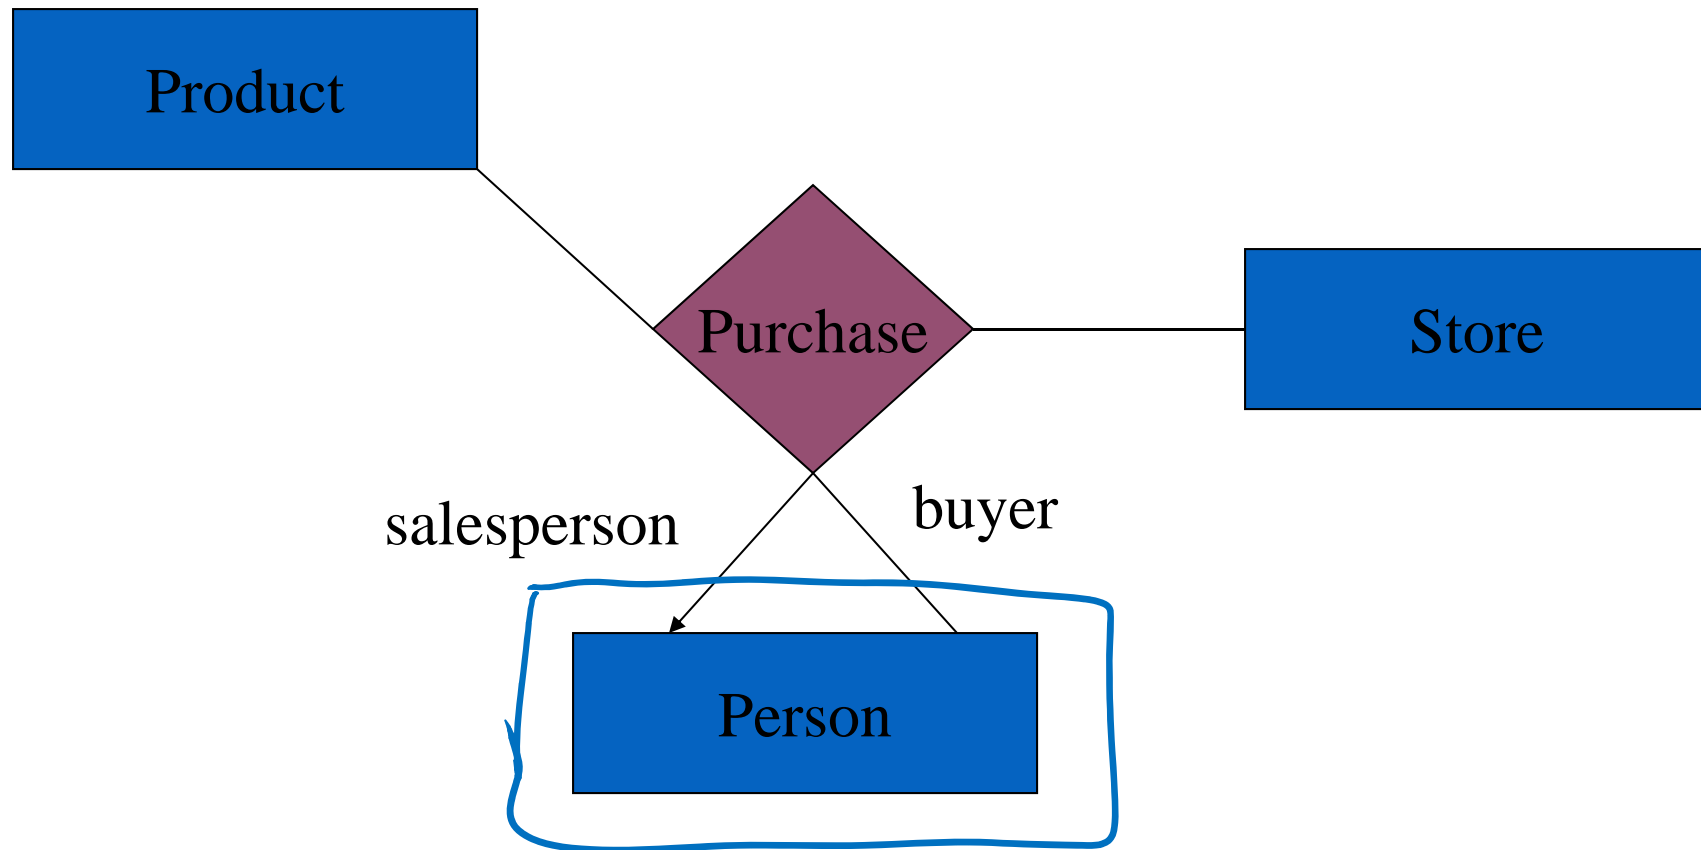 Product
Purchase
Store
salesperson
buyer
Person